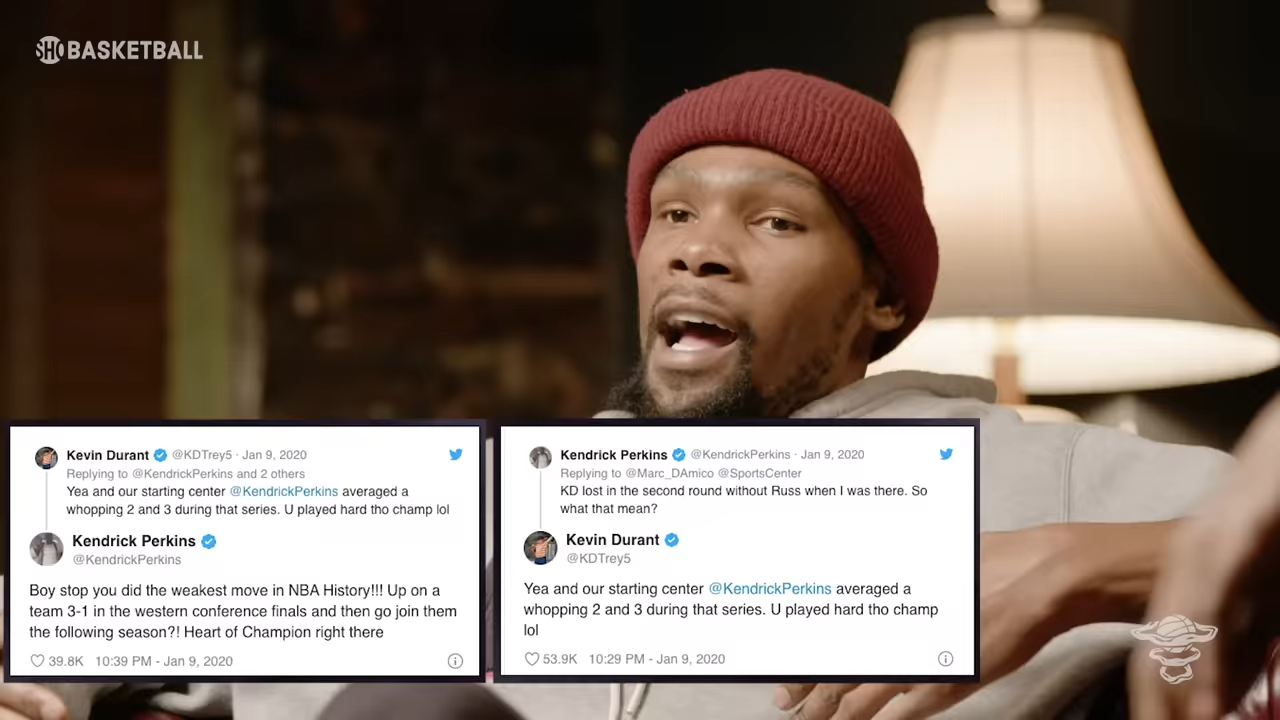 SHO BASKETBALL
Kevin Durant @KDTrey5 · Jan 9, 2020
Replying to @KendrickPerkins and 2 others
Yea and our starting center @KendrickPerkins averaged a
whopping 2 and 3 during that series. U played hard tho champ lol
Kendrick Perkins
@KendrickPerkins
Boy stop you did the weakest move in NBA History!!! Up on a
team 3-1 in the western conference finals and then go join them
the following season?! Heart of Champion right there
39.8K 10:39 PM - Jan 9, 2020
Kendrick Perkins @KendrickPerkins · Jan 9, 2020
Replying to @Marc_DAmico @SportsCenter
KD lost in the second round without Russ when I was there. So
what that mean?
Kevin Durant
@KDTrey5
Yea and our starting center @KendrickPerkins averaged a
whopping 2 and 3 during that series. U played hard tho champ
lol
53.9K 10:29 PM - Jan 9, 2020